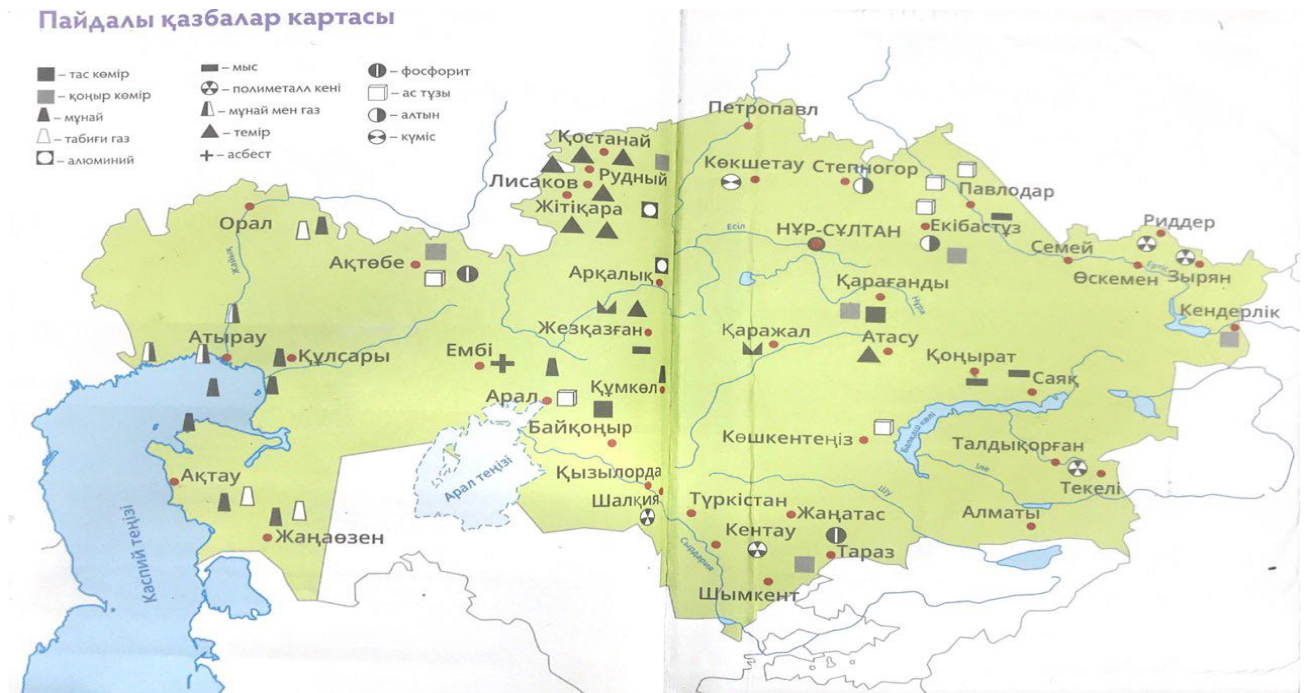 Пайдалы қазбалар картасы
– тас көмір
– қоңыр көмір
– мұнай
– табиғи газ
– алюминий
– мыс
– полиметалл кені
– мұнай мен газ
– темір
– асбест
– фосфорит
– ас тұзы
– алтын
– күміс
Петропавл
Қостанай
Рудный
Лисаков
Жітіқара
Көкшетау
Степногор
Павлодар
Орал
Жайық
Ақтөбе
Арқалық
Есіл
НҰР-СҰЛТАН
Екібастұз
Семей
Риддер
Ертіс
Өскемен
Зырян
Қарағанды
Нұра
Кендерлік
Атырау
Құлсары
Ембі
Жезқазған
Қаражал
Атасу
Қоңырат
Саяқ
Арал
Құмкөл
Байқоңыр
Арал теңізі
Көшкентеңіз
Балқаш көлі
Талдықорған
Текелі
Іле
Ақтау
Қызылорда
Шалқия
Түркістан
Шу
Жаңатас
Алматы
Каспий теңізі
Жаңаөзен
Кентау
Тараз
Сырдария
Шымкент